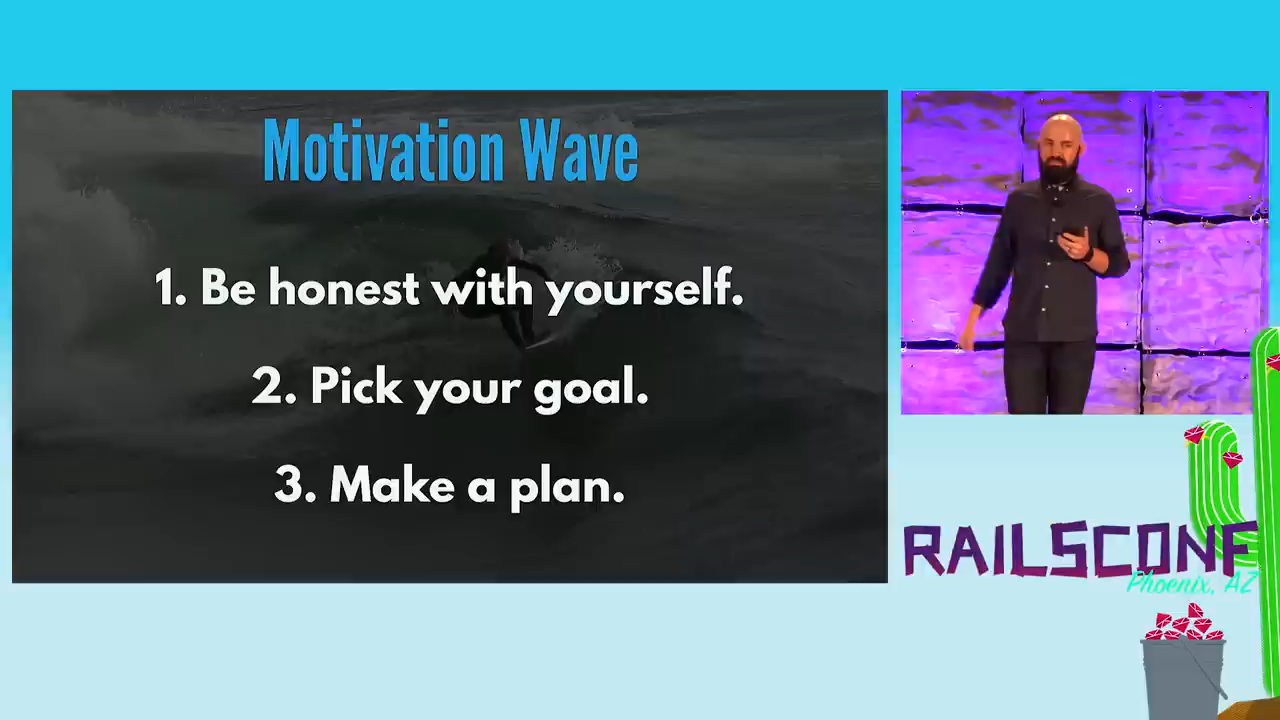 Motivation Wave
1. Be honest with yourself.
2. Pick your goal.
3. Make a plan.
RAILSCONF
Phoenix, AZ